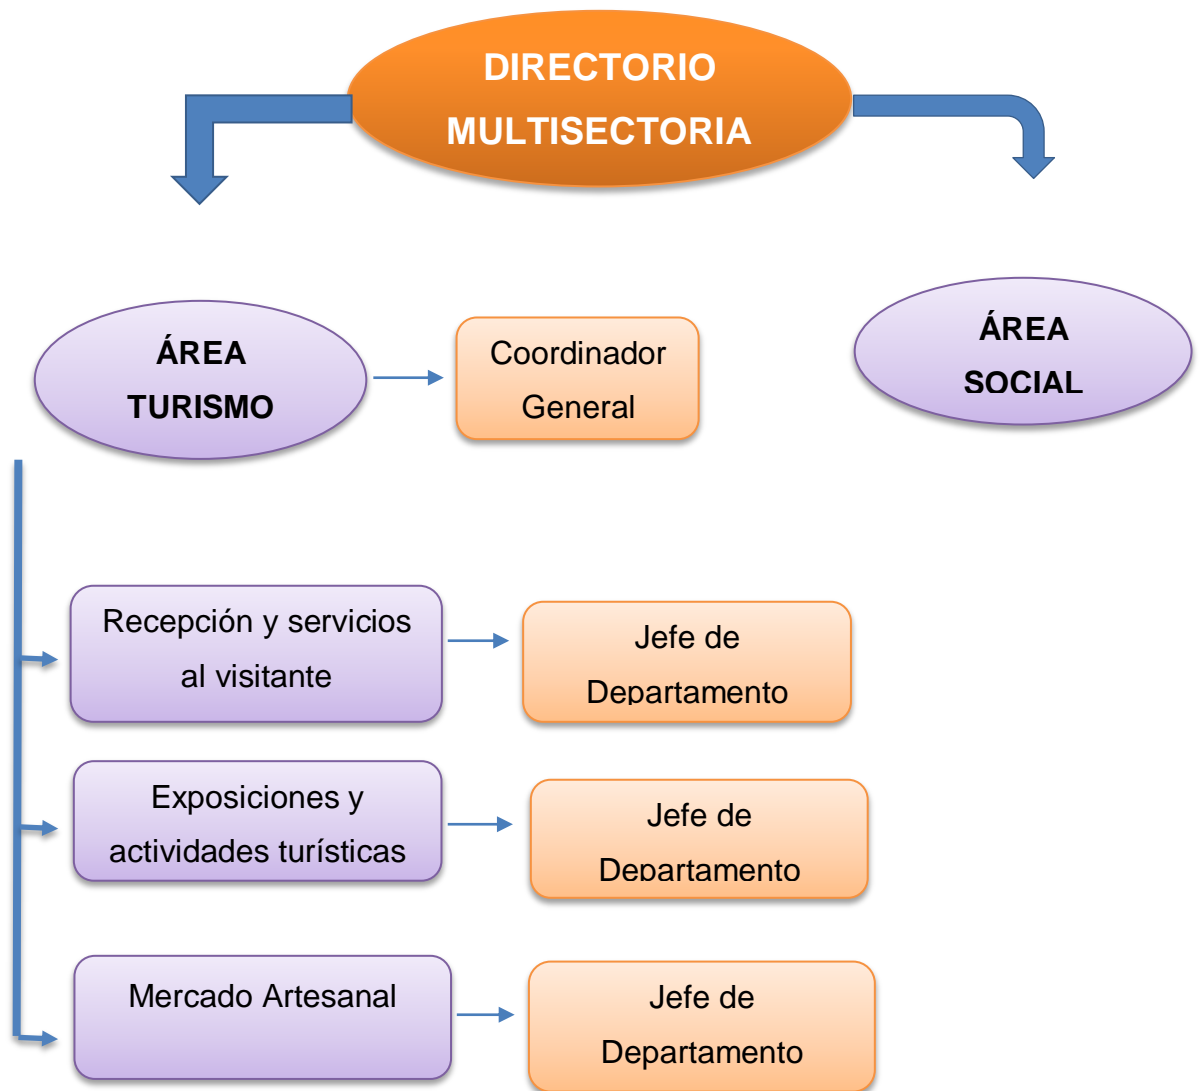 DIRECTORIO
MULTISECTORIA
ÁREA
TURISMO
Coordinador
General
ÁREA
SOCIAL
Recepción y servicios
al visitante
Jefe de
Departamento
Exposiciones y
actividades turísticas
Jefe de
Departamento
Mercado Artesanal
Jefe de
Departamento